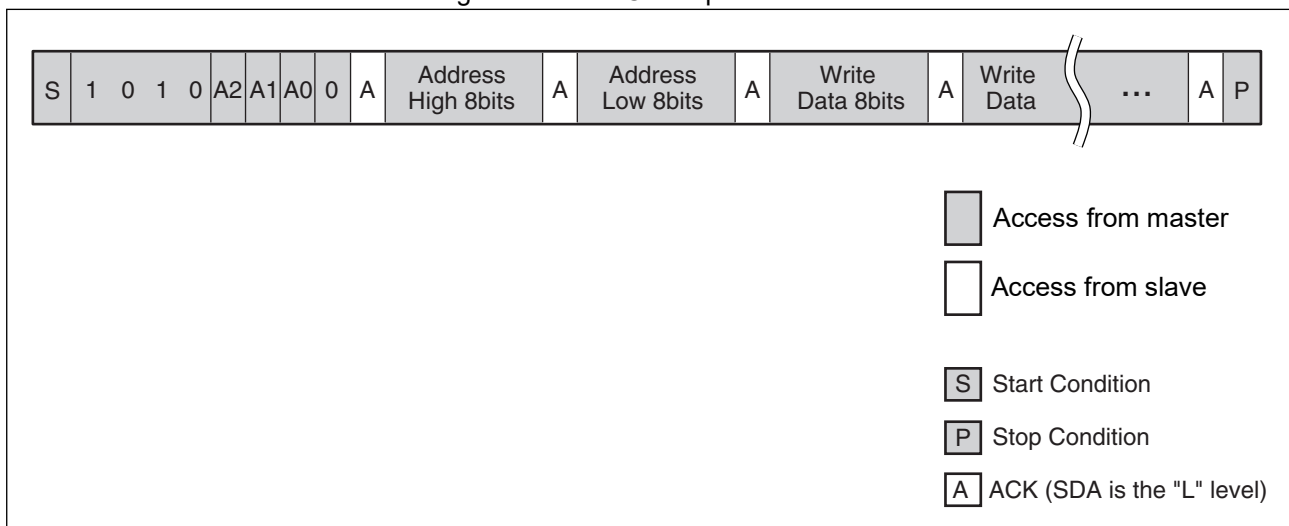 S 1 0 1 0 A2 A1 A0 0 A Address High 8bits A Address Low 8bits A Write Data 8bits A Write Data ... A P
Access from master
Access from slave
S Start Condition
P Stop Condition
A ACK (SDA is the "L" level)